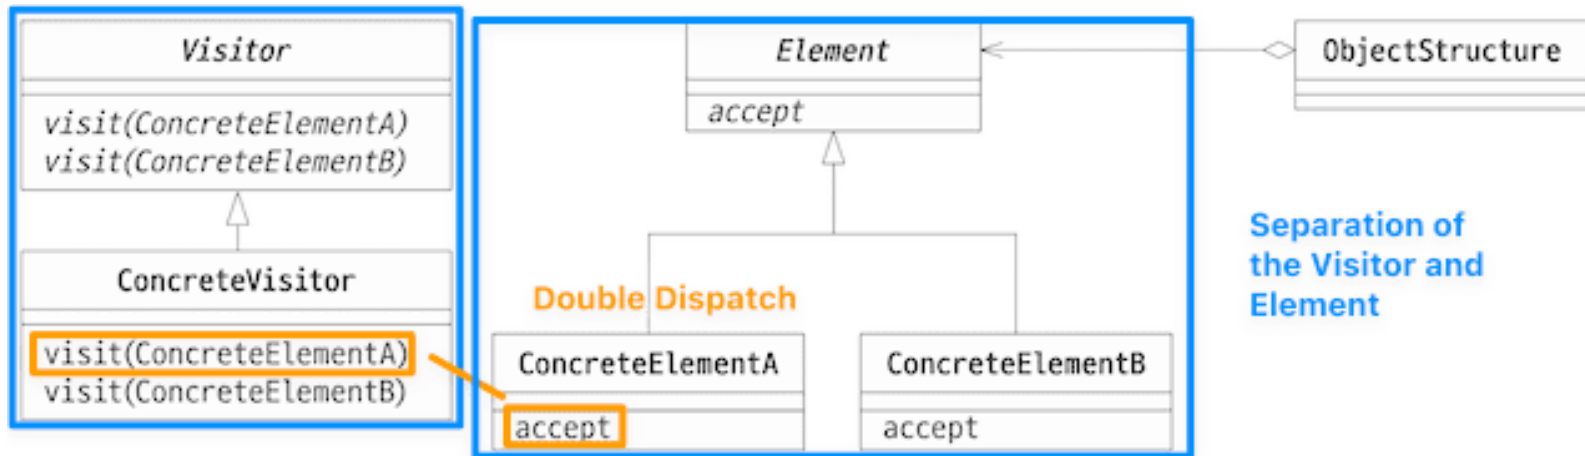 Visitor
visit(ConcreteElementA)
visit(ConcreteElementB)
ConcreteVisitor
visit(ConcreteElementA)
visit(ConcreteElementB)
Element
accept
Double Dispatch
ConcreteElementA
accept
ConcreteElementB
accept
ObjectStructure
Separation of
the Visitor and
Element